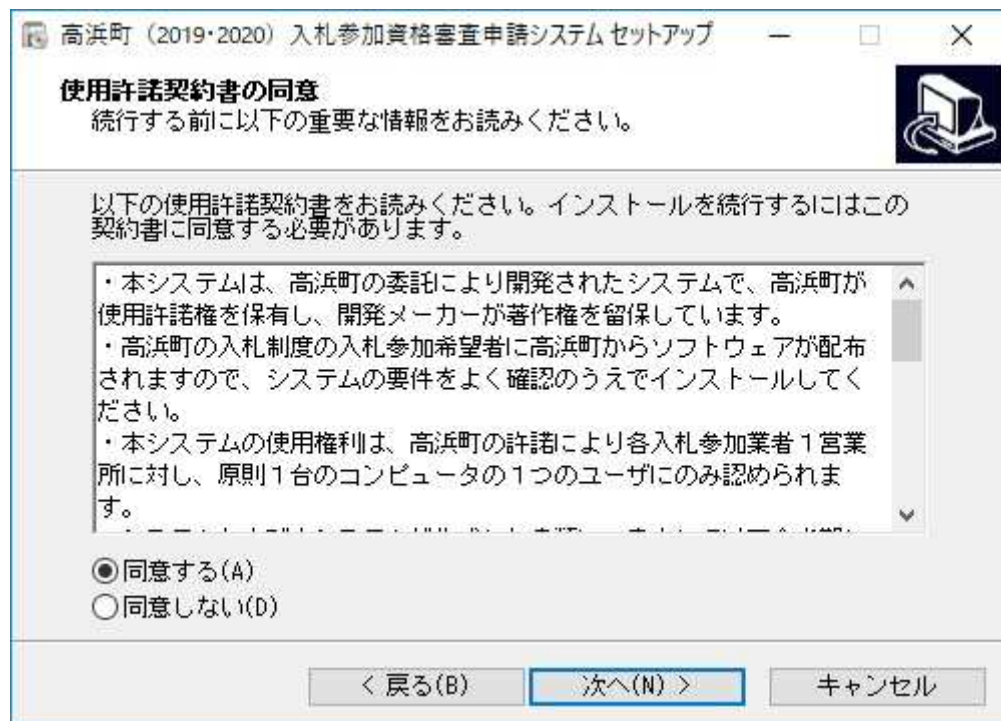 高浜町（2019･2020）入札参加資格審査申請システム セットアップ
使用許諾契約書の同意
続行する前に以下の重要な情報をお読みください。
以下の使用許諾契約書をお読みください。インストールを続行するにはこの
契約書に同意する必要があります。
・本システムは、高浜町の委託により開発されたシステムで、高浜町が
使用許諾権を保有し、開発メーカーが著作権を留保しています。
・高浜町の入札制度の入札参加希望者に高浜町からソフトウェアが配布
されますので、システムの要件をよく確認のうえでインストールしてく
ださい。
・本システムの使用権利は、高浜町の許諾により各入札参加業者１営業
所に対し、原則１台のコンピュータの１つのユーザにのみ認められま
す。
同意する(A)
同意しない(D)
< 戻る(B)
次へ(N) >
キャンセル